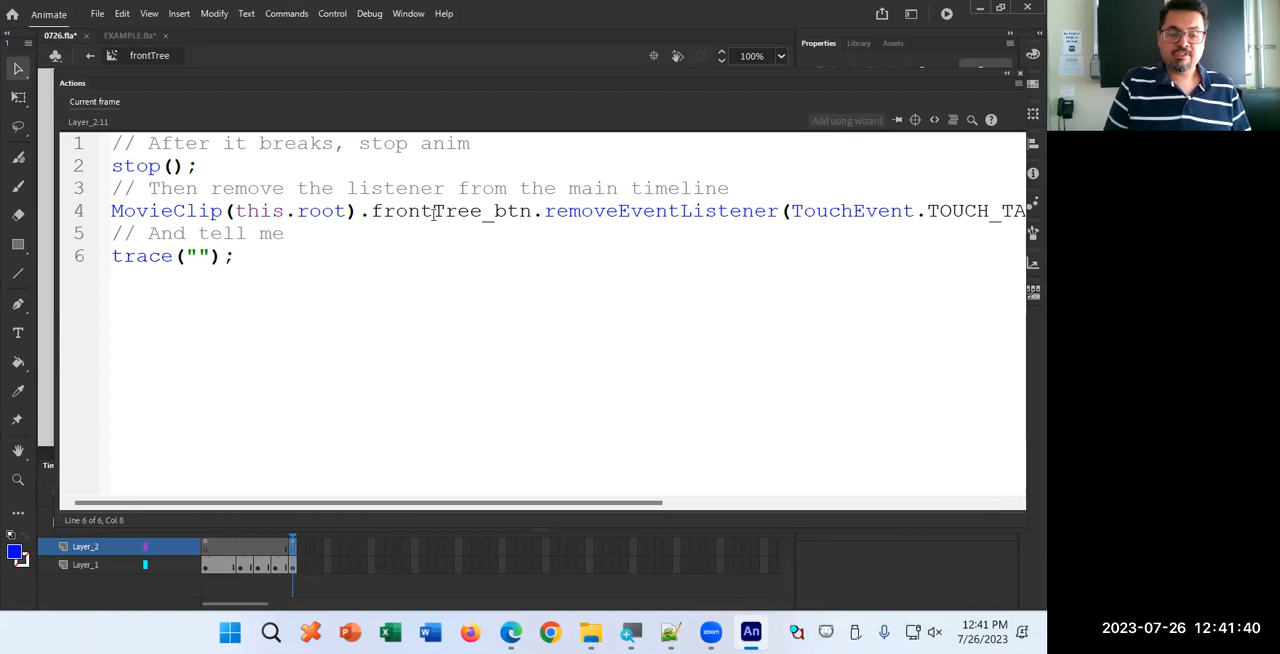 Animate File Edit View Insert Modify Text Commands Control Debug Window Help
0726.fla* × EXAMPLE.fla* ×
frontTree 100% Properties Library Assets
Actions
Current frame
Layer_2:11 Add using wizard
1 // After it breaks, stop anim
2 stop();
3 // Then remove the listener from the main timeline
4 MovieClip(this.root).frontTree_btn.removeEventListener(TouchEvent.TOUCH_TA
5 // And tell me
6 trace("");
Line 6 of 6, Col 8
Layer_2
Layer_1
12:41 PM
7/26/2023
2023-07-26 12:41:40